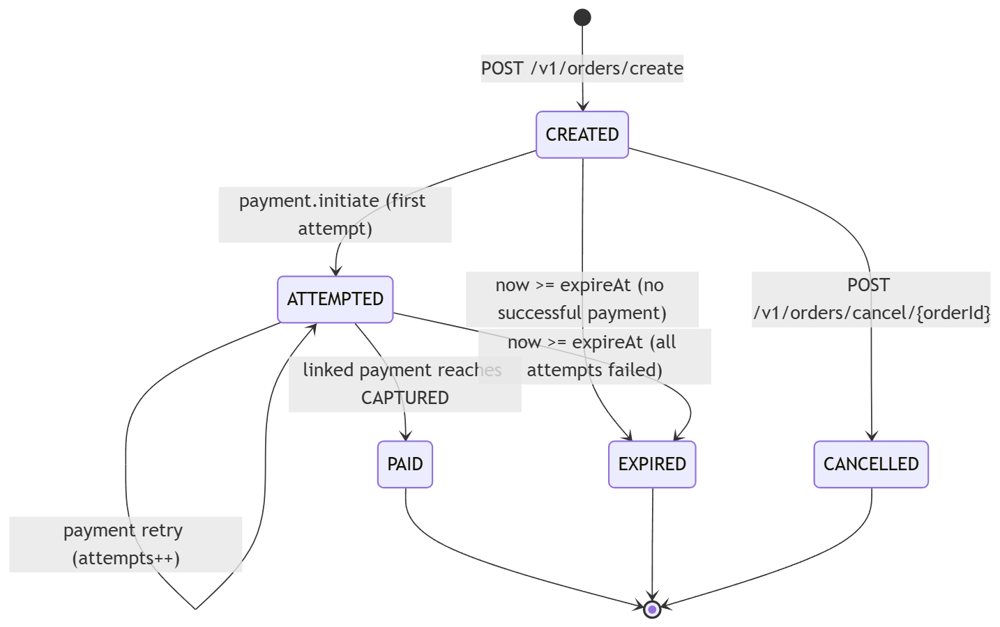 POST /v1/orders/create
CREATED
payment.initiate (first
attempt)
ATTEMPTED
now >= expireAt (no
successful payment)
POST
/v1/orders/cancel/{orderId}
now >= expireAt (all
attempts failed)
linked payment reaches
CAPTURED
PAID
EXPIRED
CANCELLED
payment retry
(attempts++)